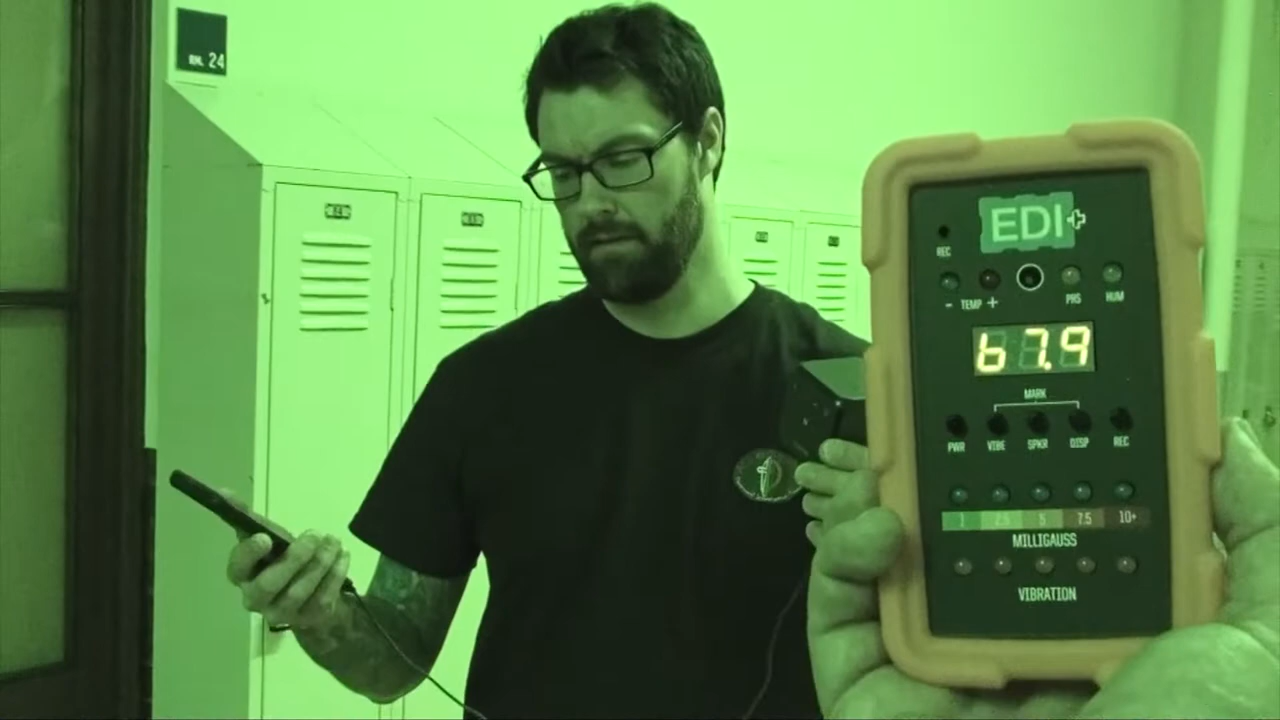 RM. 24
EDI+
REC
- TEMP + PRS HUM
67.9
MARK
PWR VIBE SPKR DISP REC
1 2.5 5 7.5 10+
MILLIGAUSS
VIBRATION